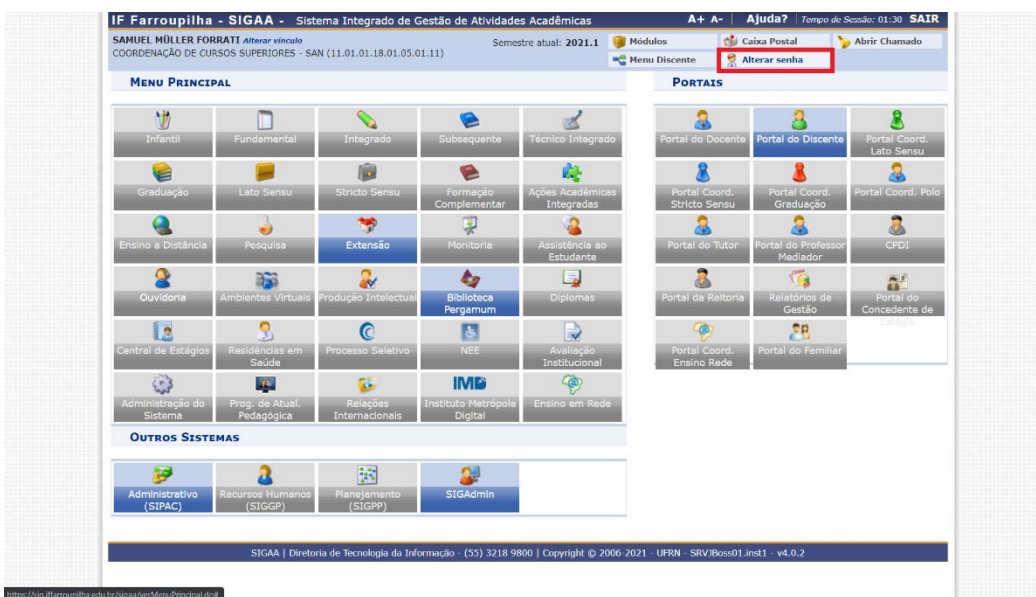 IF Farroupilha - SIGAA - Sistema Integrado de Gestão de Atividades Acadêmicas
A+ A- | Ajuda? | Tempo de Sessão: 01:30 SAIR
SAMUEL MÜLLER FORRATI Alterar vínculo
COORDENAÇÃO DE CURSOS SUPERIORES - SAN (11.01.01.18.01.05.01.11)
Semestre atual: 2021.1
Módulos
Caixa Postal
Abrir Chamado
Menu Discente
Alterar senha
MENU PRINCIPAL
Infantil
Fundamental
Integrado
Subsequente
Técnico Integrado
Graduação
Lato Sensu
Stricto Sensu
Formação
Complementar
Ações Acadêmicas
Integradas
Ensino a Distância
Pesquisa
Extensão
Monitoria
Assistência ao
Estudante
Ouvidoria
Ambientes Virtuais
Produção Intelectual
Biblioteca
Pergamum
Diplomas
Central de Estágios
Residências em
Saúde
Processo Seletivo
NEE
Avaliação
Institucional
Administração do
Sistema
Prog. de Atual.
Pedagógica
Relações
Internacionais
IMD
Instituto Metrópole
Digital
Ensino em Rede
PORTAIS
Portal do Docente
Portal do Discente
Portal Coord.
Lato Sensu
Portal Coord.
Stricto Sensu
Portal Coord.
Graduação
Portal Coord. Polo
Portal do Tutor
Portal do Professor
Mediador
CPDI
Portal da Reitoria
Relatórios de
Gestão
Portal do
Concedente de
Estágio
Portal Coord.
Ensino Rede
Portal do Familiar
OUTROS SISTEMAS
Administrativo
(SIPAC)
Recursos Humanos
(SIGGP)
Planejamento
(SIGPP)
SIGAdmin
SIGAA | Diretoria de Tecnologia da Informação - (55) 3218 9800 | Copyright © 2006-2021 - UFRN - SRVJBoss01.inst1 - v4.0.2
https://sig.iffarroupilha.edu.br/sigaa/verMenuPrincipal.do#